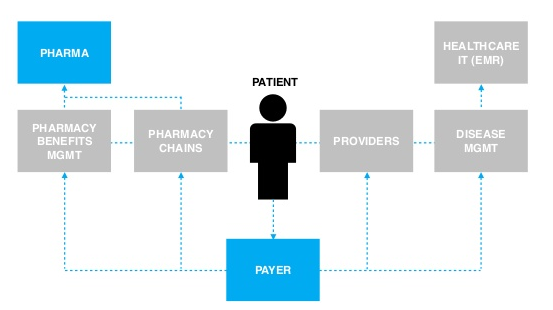 PHARMA
HEALTHCARE
IT (EMR)
PATIENT
PHARMACY
BENEFITS
MGMT
PHARMACY
CHAINS
PROVIDERS
DISEASE
MGMT
PAYER